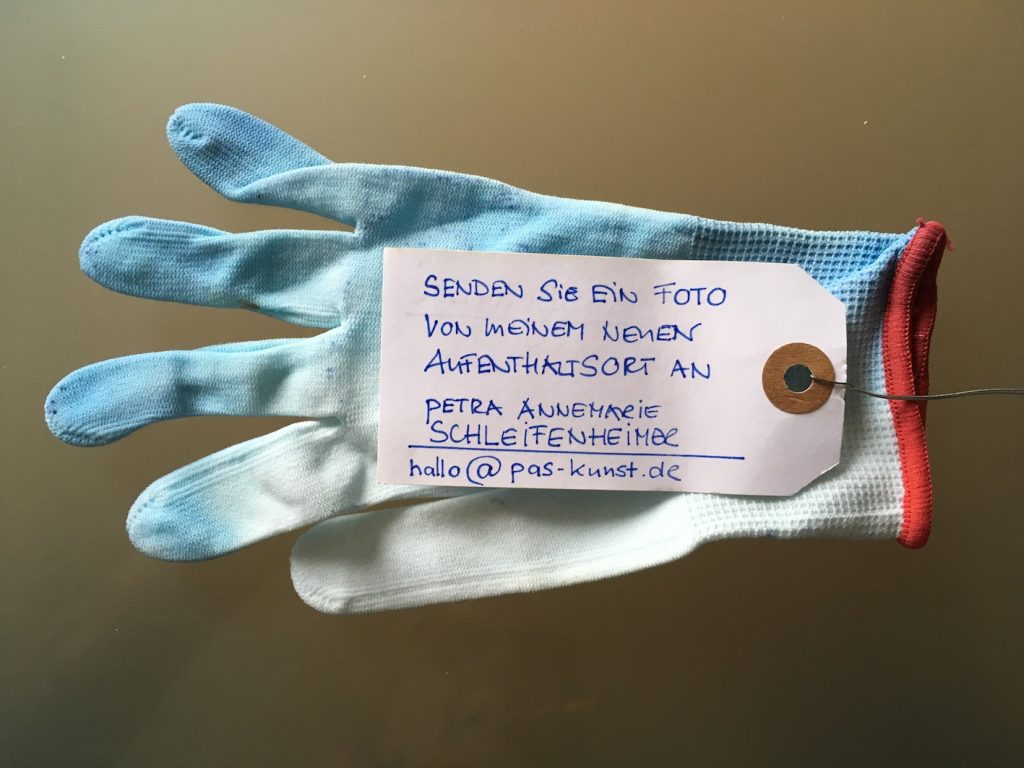 SENDEN SIE EIN FOTO
VON MEINEM NEUEN
AUFENTHALTSORT AN
PETRA ANNEMARIE
SCHLEIFENHEIMER
hallo@pas-kunst.de